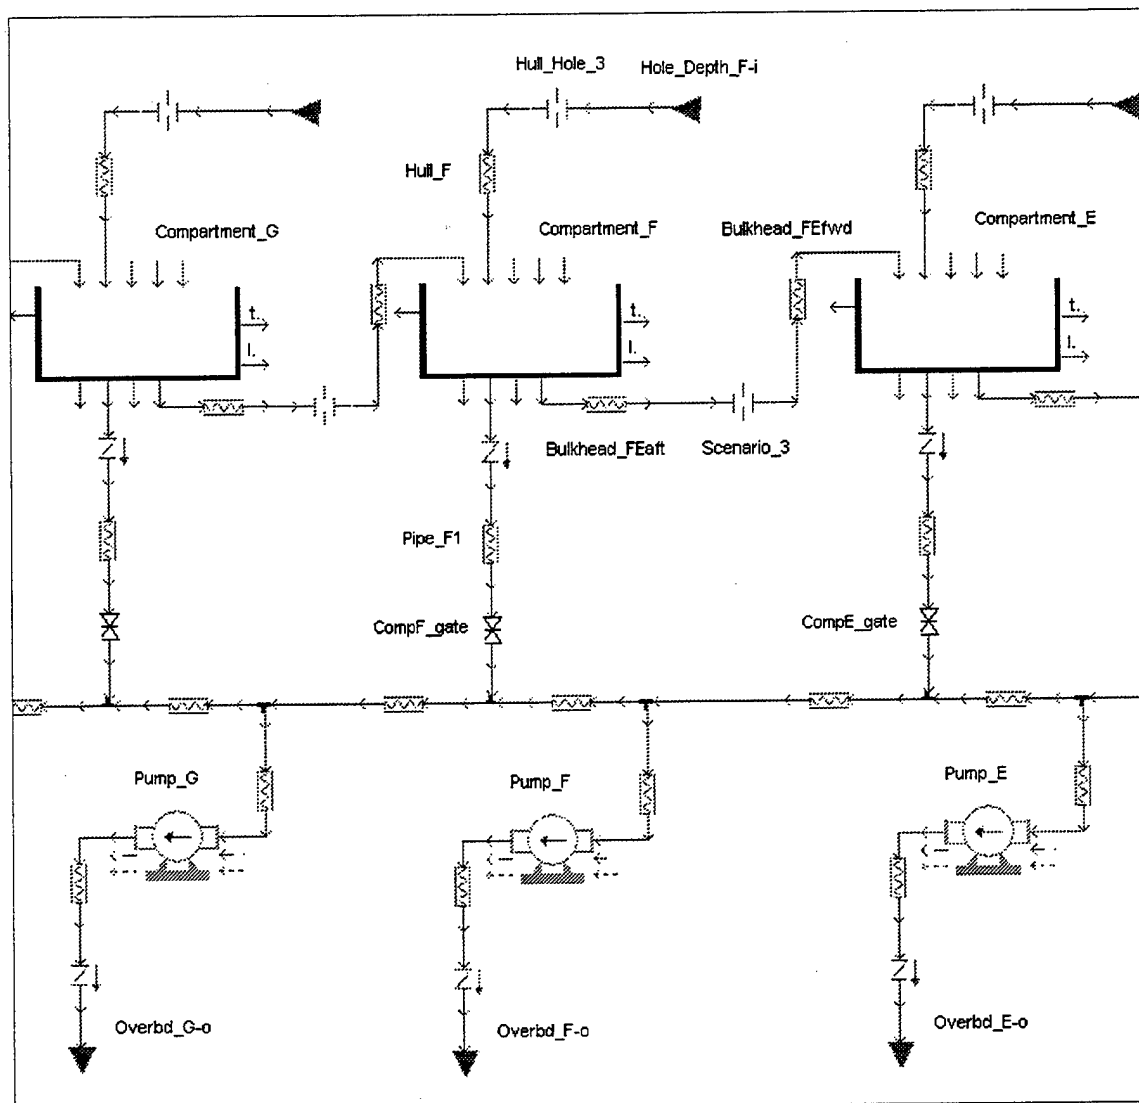 Hull_Hole_3 Hole_Depth_F-i
Hull_F
Compartment_G Compartment_F Bulkhead_FEfwd Compartment_E
t.. t.. t..
l. l. l.
Bulkhead_FEaft Scenario_3
Pipe_F1
CompF_gate CompE_gate
Pump_G Pump_F Pump_E
Overbd_G-o Overbd_F-o Overbd_E-o